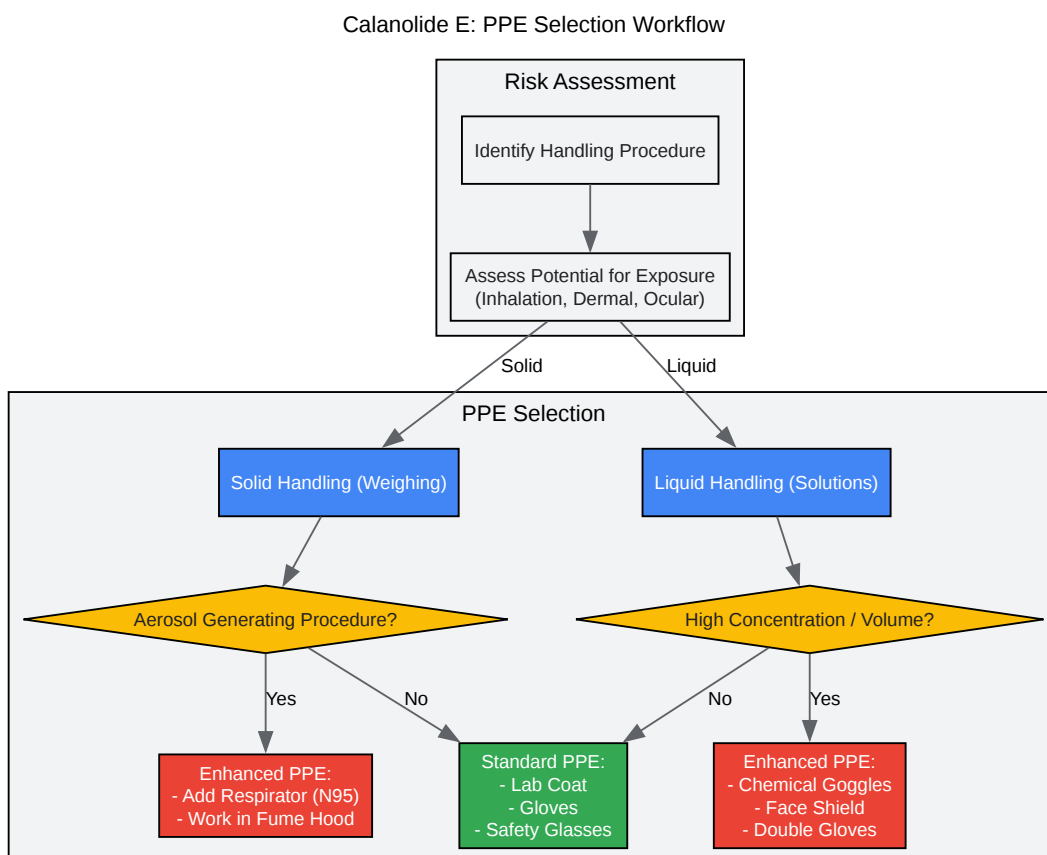 Calanolide E: PPE Selection Workflow
Risk Assessment
Identify Handling Procedure
Assess Potential for Exposure
(Inhalation, Dermal, Ocular)
Solid
Liquid
PPE Selection
Solid Handling (Weighing)
Liquid Handling (Solutions)
Aerosol Generating Procedure?
High Concentration / Volume?
Yes
No
No
Yes
Enhanced PPE:
- Add Respirator (N95)
- Work in Fume Hood
Standard PPE:
- Lab Coat
- Gloves
- Safety Glasses
Enhanced PPE:
- Chemical Goggles
- Face Shield
- Double Gloves